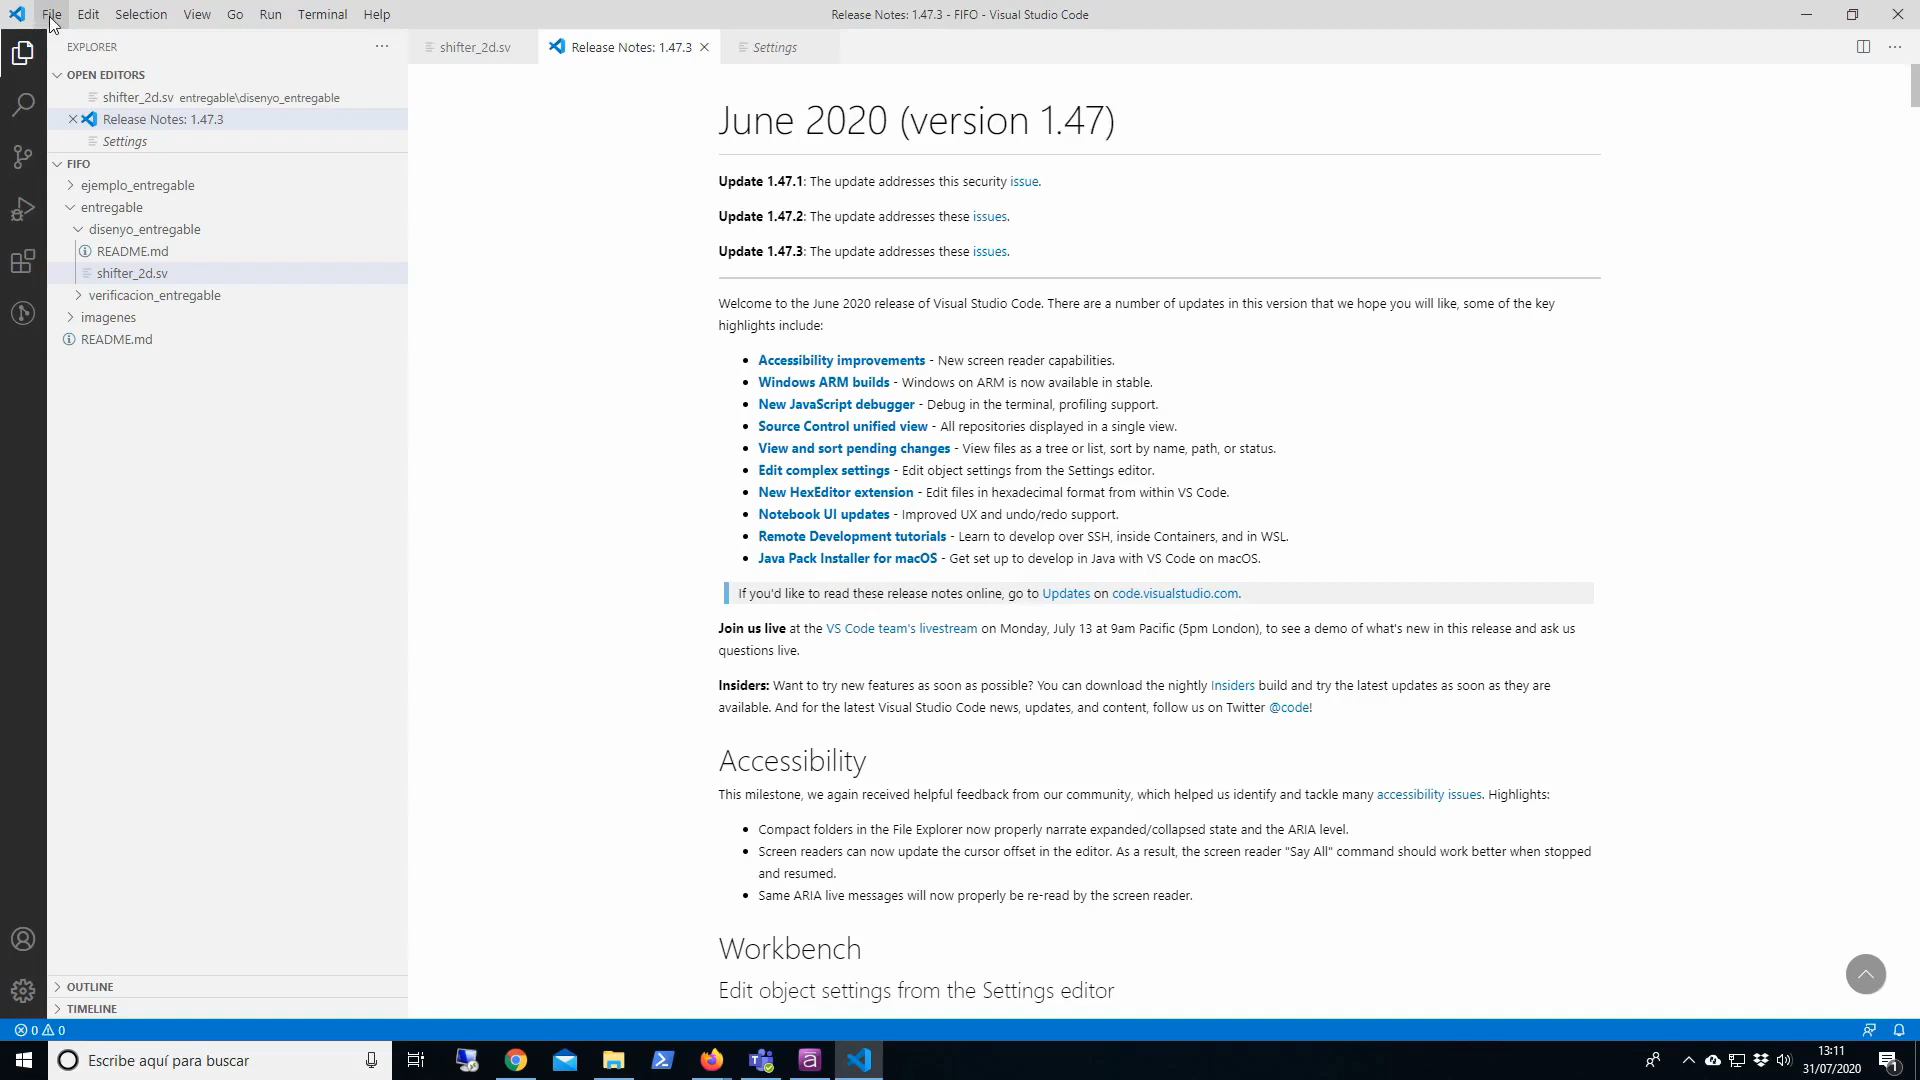 File Edit Selection View Go Run Terminal Help
Release Notes: 1.47.3 - FIFO - Visual Studio Code
EXPLORER
shifter_2d.sv
Release Notes: 1.47.3
Settings
OPEN EDITORS
shifter_2d.sv entregable\disenyo_entregable
Release Notes: 1.47.3
Settings
FIFO
ejemplo_entregable
entregable
disenyo_entregable
README.md
shifter_2d.sv
verificacion_entregable
imagenes
README.md
OUTLINE
TIMELINE
June 2020 (version 1.47)
Update 1.47.1: The update addresses this security issue.
Update 1.47.2: The update addresses these issues.
Update 1.47.3: The update addresses these issues.
Welcome to the June 2020 release of Visual Studio Code. There are a number of updates in this version that we hope you will like, some of the key
highlights include:
Accessibility improvements - New screen reader capabilities.
Windows ARM builds - Windows on ARM is now available in stable.
New JavaScript debugger - Debug in the terminal, profiling support.
Source Control unified view - All repositories displayed in a single view.
View and sort pending changes - View files as a tree or list, sort by name, path, or status.
Edit complex settings - Edit object settings from the Settings editor.
New HexEditor extension - Edit files in hexadecimal format from within VS Code.
Notebook UI updates - Improved UX and undo/redo support.
Remote Development tutorials - Learn to develop over SSH, inside Containers, and in WSL.
Java Pack Installer for macOS - Get set up to develop in Java with VS Code on macOS.
If you'd like to read these release notes online, go to Updates on code.visualstudio.com.
Join us live at the VS Code team's livestream on Monday, July 13 at 9am Pacific (5pm London), to see a demo of what's new in this release and ask us
questions live.
Insiders: Want to try new features as soon as possible? You can download the nightly Insiders build and try the latest updates as soon as they are
available. And for the latest Visual Studio Code news, updates, and content, follow us on Twitter @code!
Accessibility
This milestone, we again received helpful feedback from our community, which helped us identify and tackle many accessibility issues. Highlights:
Compact folders in the File Explorer now properly narrate expanded/collapsed state and the ARIA level.
Screen readers can now update the cursor offset in the editor. As a result, the screen reader "Say All" command should work better when stopped
and resumed.
Same ARIA live messages will now properly be re-read by the screen reader.
Workbench
Edit object settings from the Settings editor
0 0
Escribe aquí para buscar
13:11
31/07/2020
1